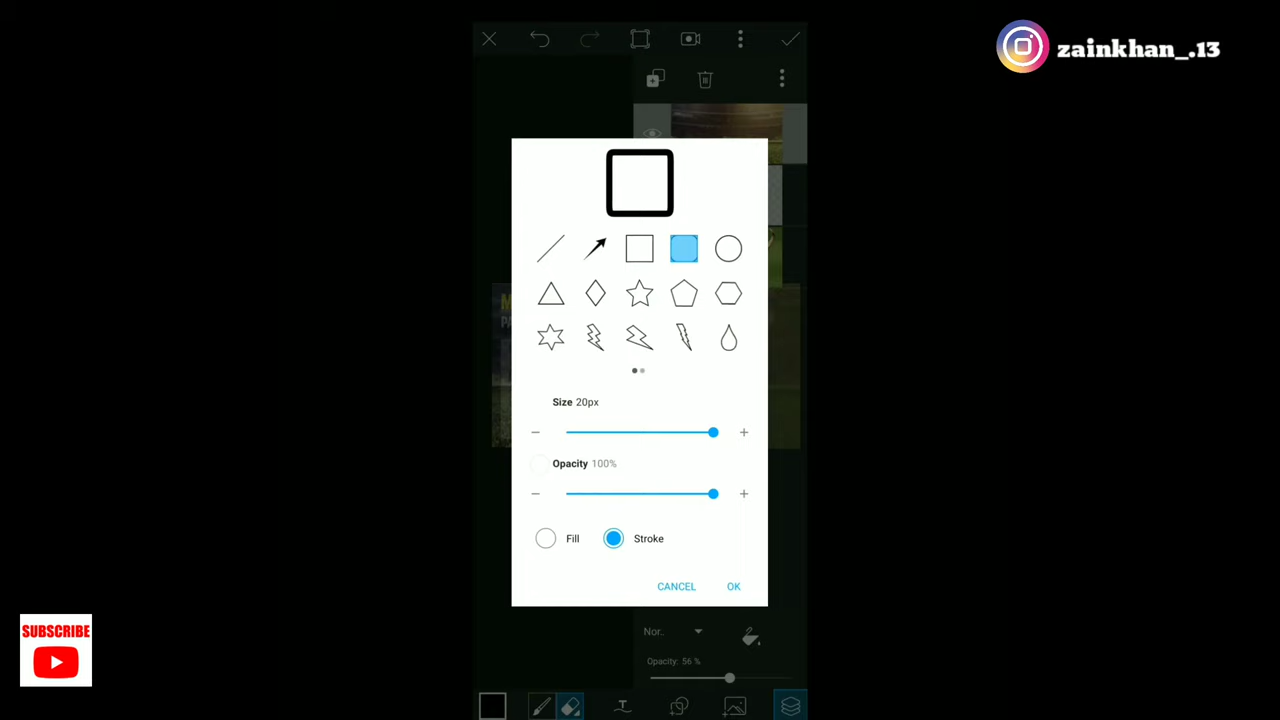 zainkhan_.13
Size 20px
Opacity 100%
Fill
Stroke
CANCEL
OK
Nor..
Opacity: 56 %
SUBSCRIBE
T